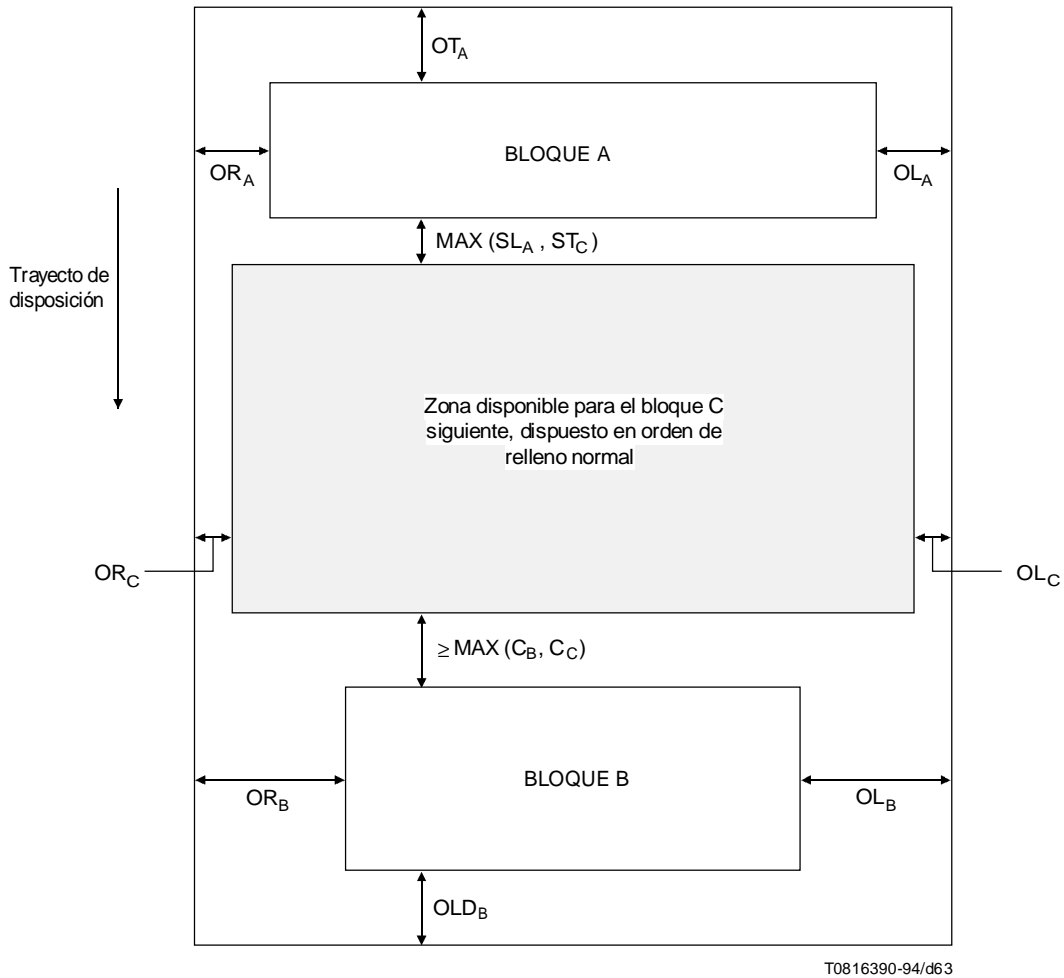 OT_A
BLOQUE A
OR_A
OL_A
MAX (SL_A , ST_C)
Trayecto de
disposición
Zona disponible para el bloque C
siguiente, dispuesto en orden de
relleno normal
OR_C
OL_C
≥ MAX (C_B, C_C)
BLOQUE B
OR_B
OL_B
OLD_B
T0816390-94/d63